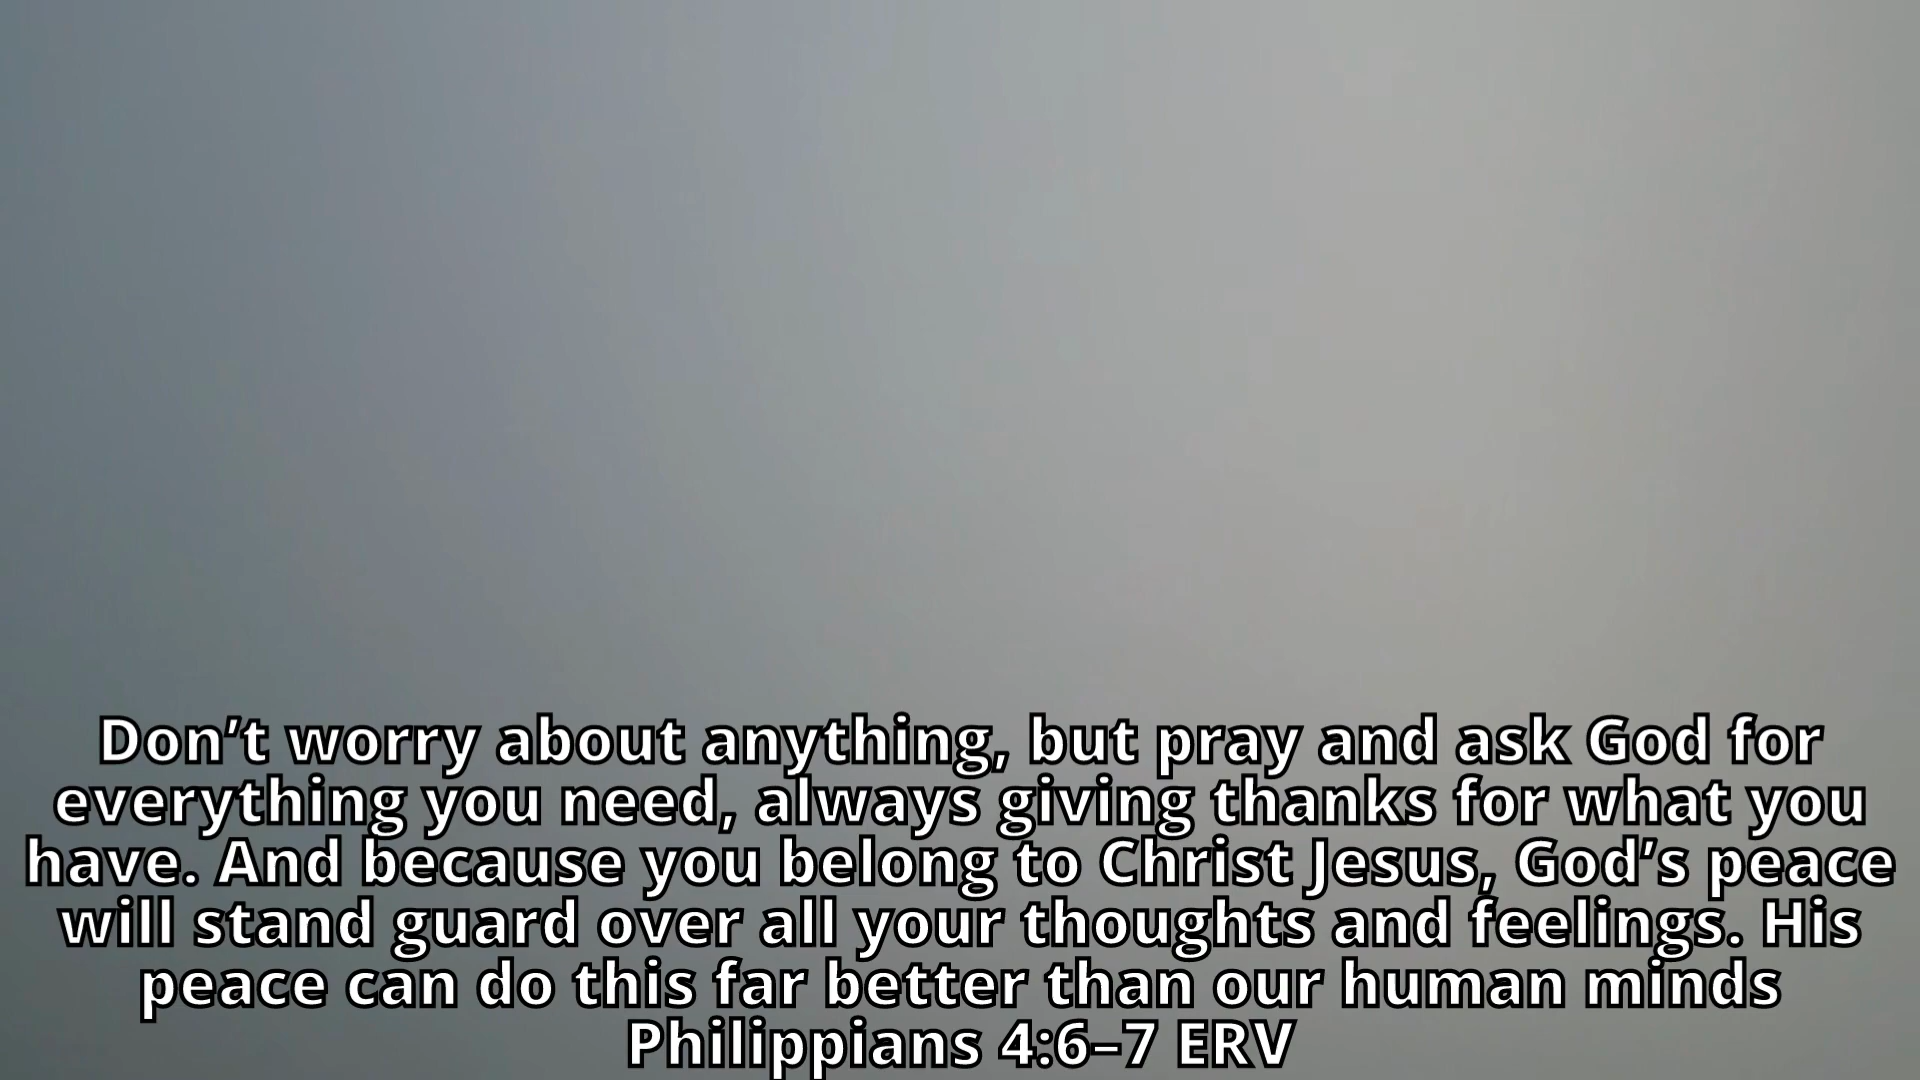 Don’t worry about anything, but pray and ask God for
everything you need, always giving thanks for what you
have. And because you belong to Christ Jesus, God’s peace
will stand guard over all your thoughts and feelings. His
peace can do this far better than our human minds
Philippians 4:6–7 ERV